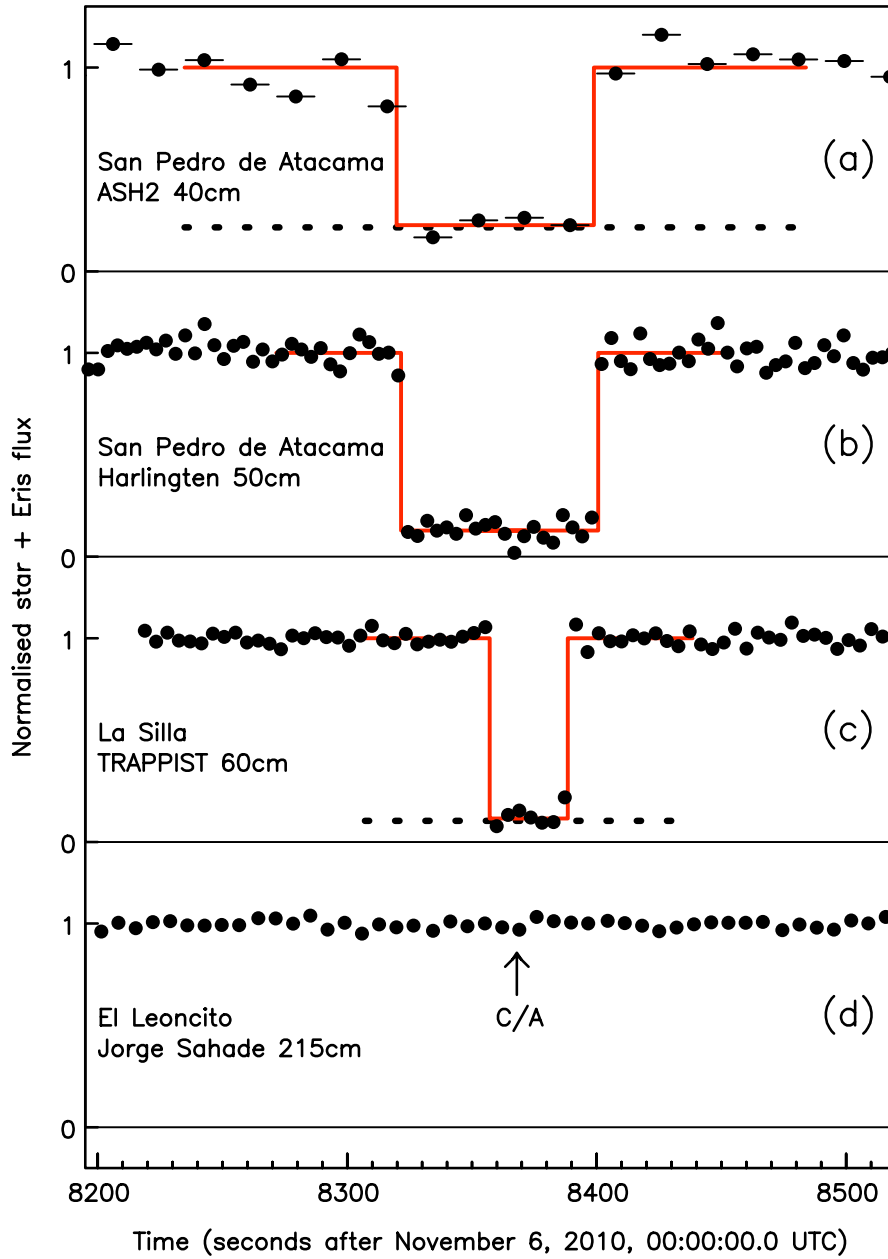 1
San Pedro de Atacama
ASH2 40cm
(a)
0
1
San Pedro de Atacama
Harlingten 50cm
(b)
0
1
La Silla
TRAPPIST 60cm
(c)
0
1
C/A
El Leoncito
Jorge Sahade 215cm
(d)
0
Normalised star + Eris flux
8200 8300 8400 8500
Time (seconds after November 6, 2010, 00:00:00.0 UTC)